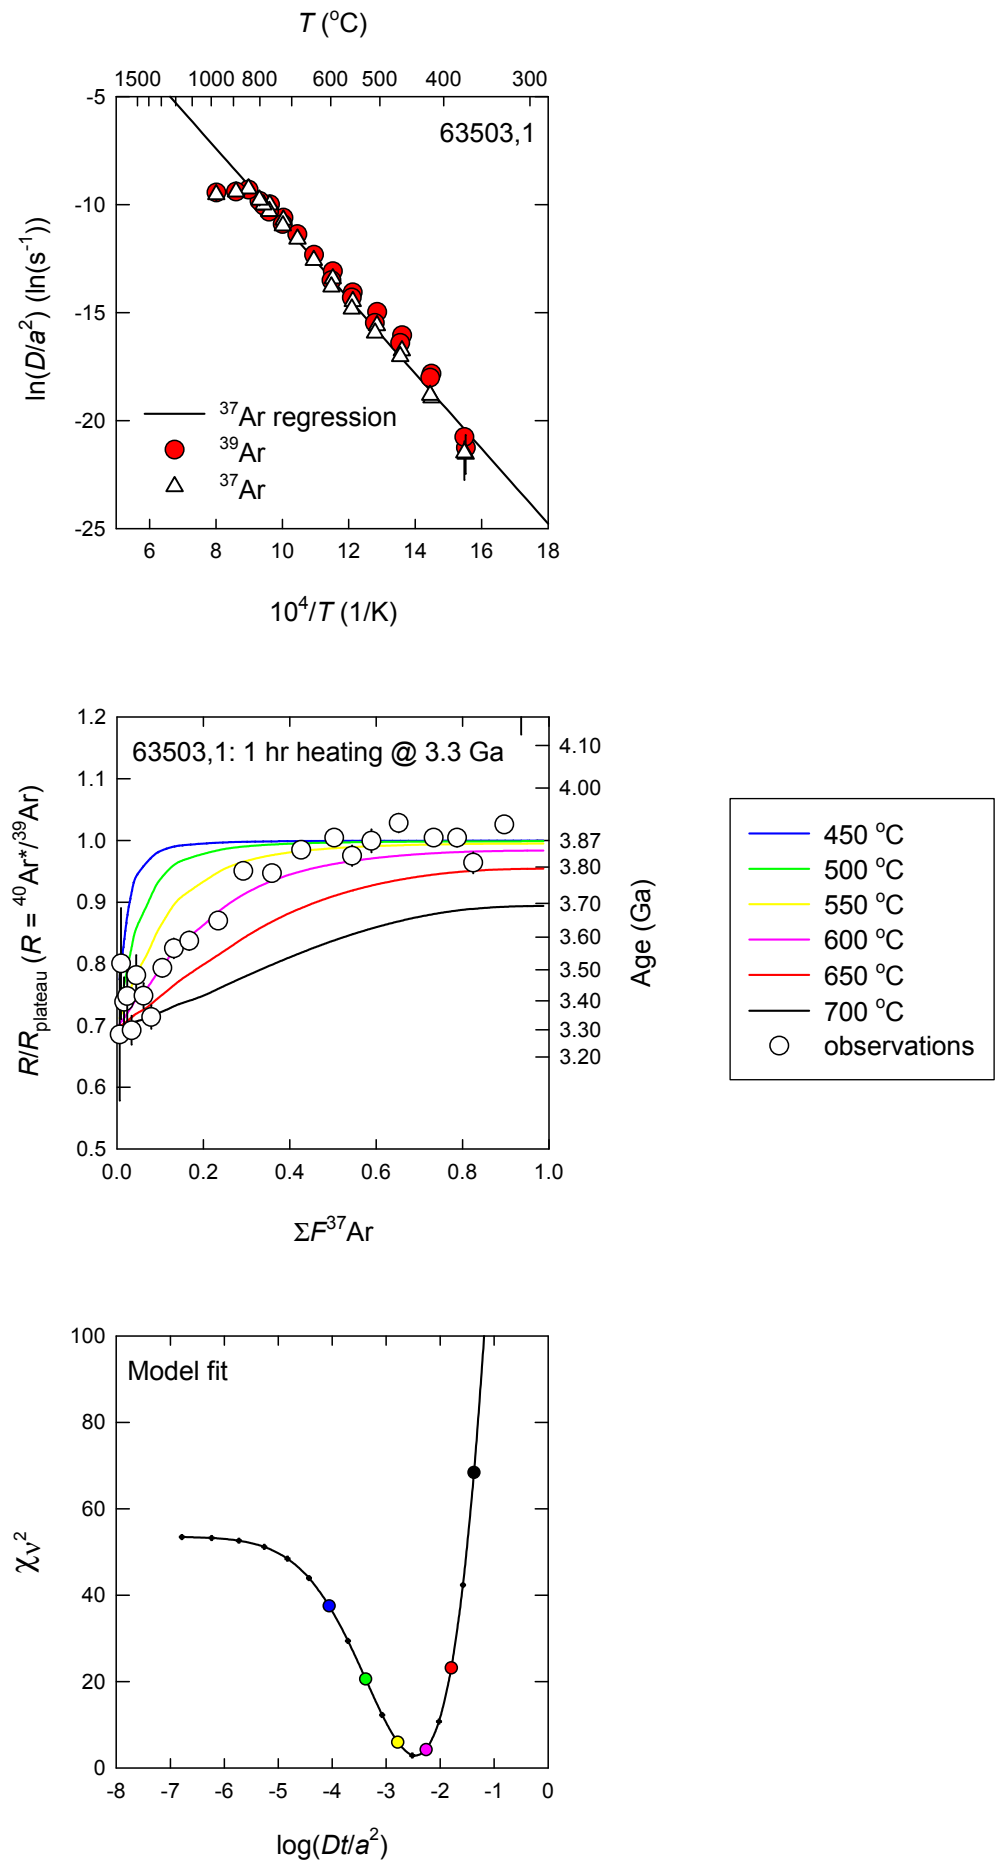 T (°C)
1500 1000 800 600 500 400 300
-5
63503,1
-10
-15
-20
-25
ln(D/a²) (ln(s⁻¹))
³⁷Ar regression
³⁹Ar
³⁷Ar
6 8 10 12 14 16 18
10⁴/T (1/K)
1.2
63503,1: 1 hr heating @ 3.3 Ga
1.1
1.0
0.9
0.8
0.7
0.6
0.5
R/Rplateau (R = ⁴⁰Ar*/³⁹Ar)
4.10
4.00
3.87
3.80
3.70
3.60
3.50
3.40
3.30
3.20
Age (Ga)
0.0 0.2 0.4 0.6 0.8 1.0
ΣF³⁷Ar
450 °C
500 °C
550 °C
600 °C
650 °C
700 °C
observations
100
Model fit
80
60
40
20
0
χν²
-8 -7 -6 -5 -4 -3 -2 -1 0
log(Dt/a²)